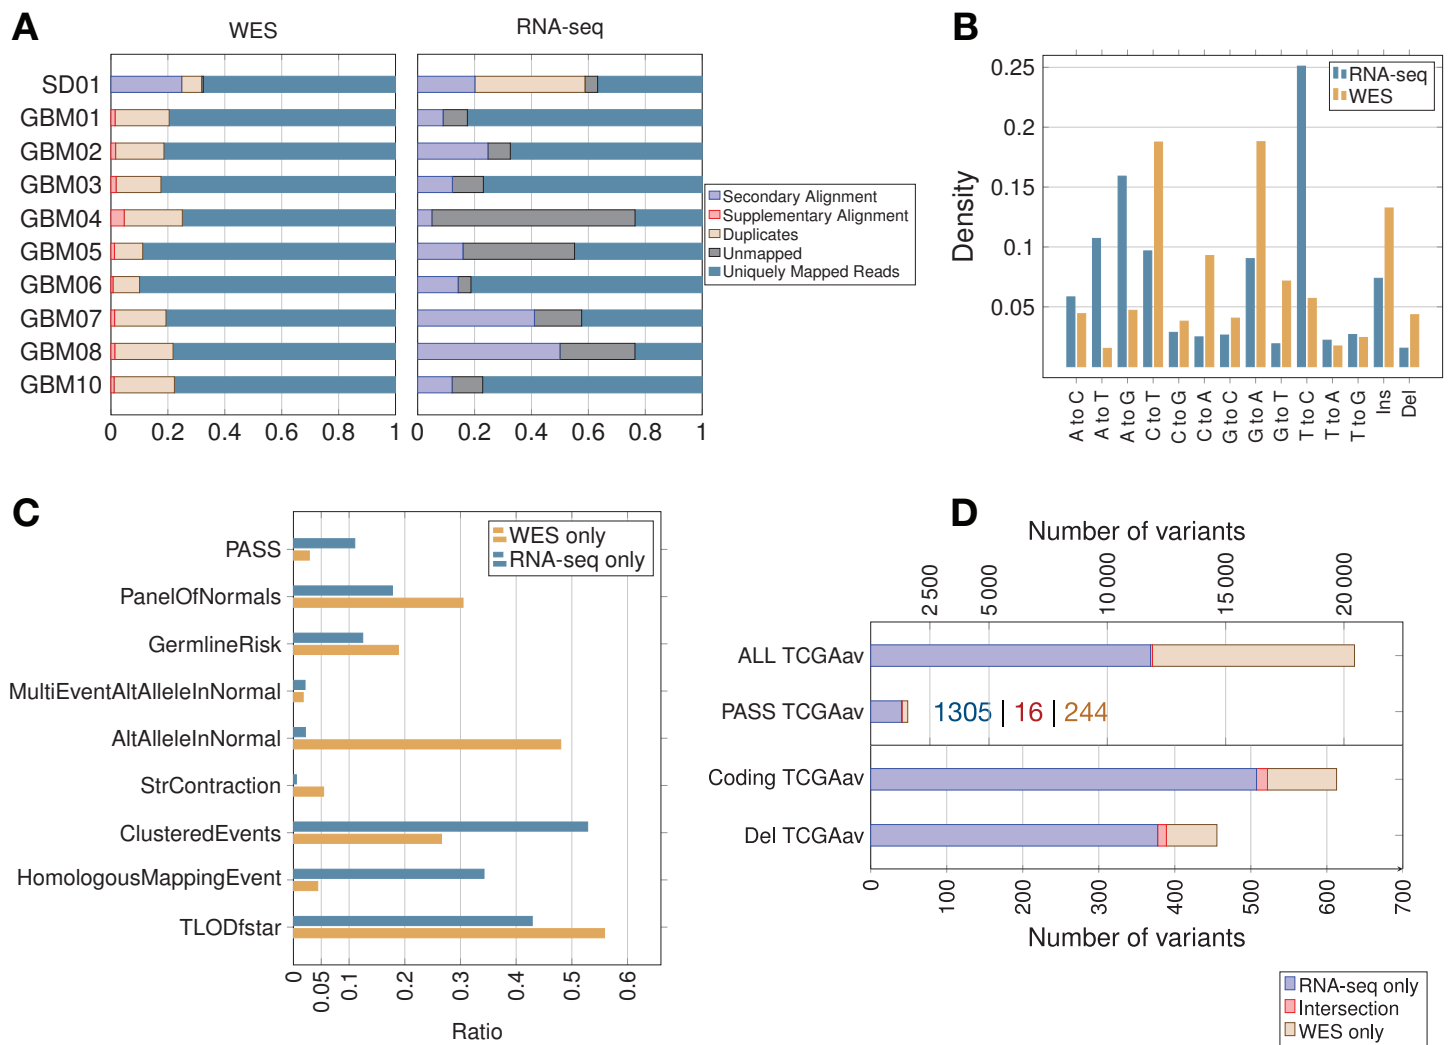 A
WES
RNA-seq
SD01
GBM01
GBM02
GBM03
GBM04
GBM05
GBM06
GBM07
GBM08
GBM10
0 0.2 0.4 0.6 0.8 1
0 0.2 0.4 0.6 0.8 1
Secondary Alignment
Supplementary Alignment
Duplicates
Unmapped
Uniquely Mapped Reads
B
Density
0.25
0.2
0.15
0.1
0.05
RNA-seq
WES
A to C
A to T
A to G
C to T
C to G
C to A
G to C
G to A
G to T
T to C
T to A
T to G
Ins
Del
C
WES only
RNA-seq only
PASS
PanelOfNormals
GermlineRisk
MultiEventAltAlleleInNormal
AltAlleleInNormal
StrContraction
ClusteredEvents
HomologousMappingEvent
TLODfstar
0 0.05 0.1 0.2 0.3 0.4 0.5 0.6
Ratio
D
Number of variants
2 500 5 000 10 000 15 000 20 000
ALL TCGAav
PASS TCGAav
1305 | 16 | 244
Coding TCGAav
Del TCGAav
0 100 200 300 400 500 600 700
Number of variants
RNA-seq only
Intersection
WES only